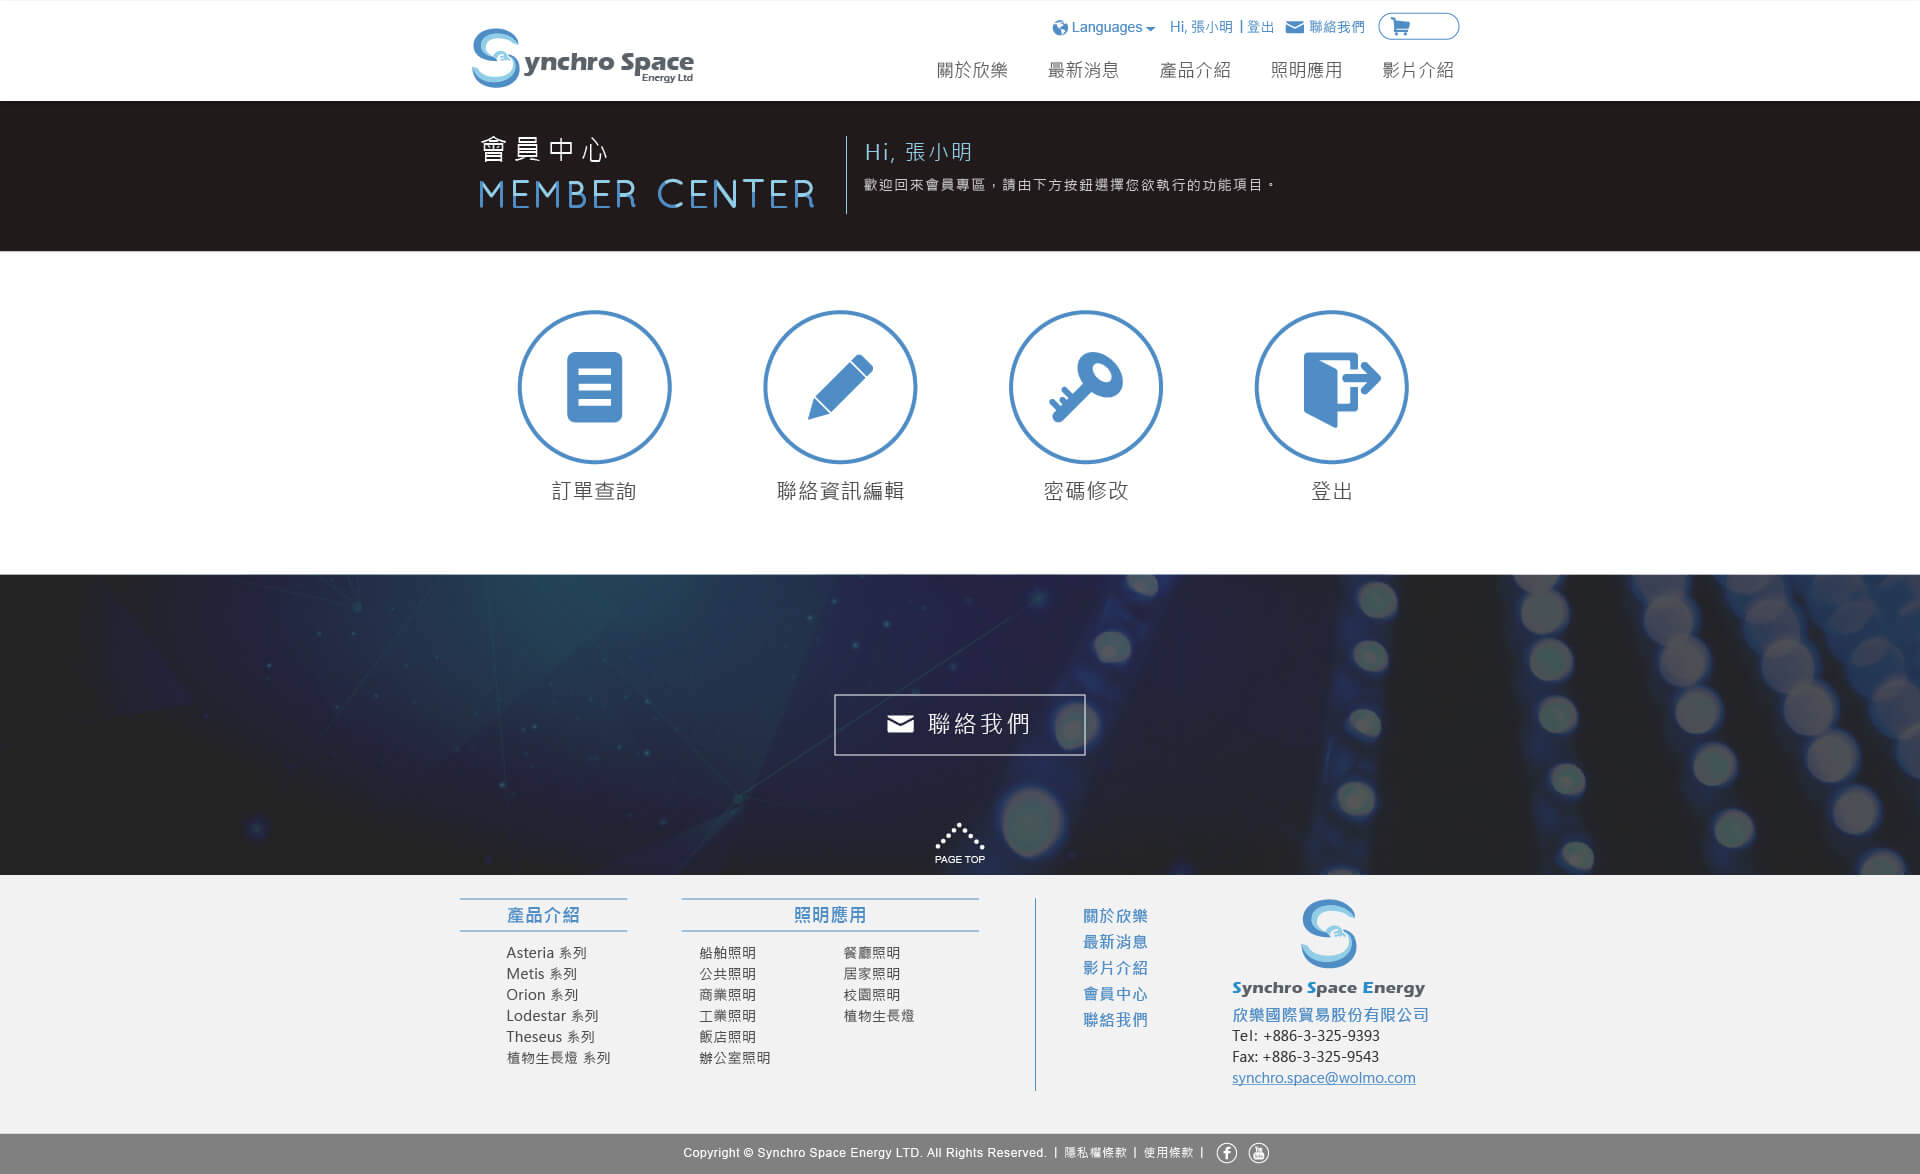 Synchro Space
Energy Ltd
Languages
Hi, 張小明 | 登出
聯絡我們
關於欣樂 最新消息 產品介紹 照明應用 影片介紹
會員中心
MEMBER CENTER
Hi, 張小明
歡迎回來會員專區，請由下方按鈕選擇您欲執行的功能項目。
訂單查詢 聯絡資訊編輯 密碼修改 登出
聯絡我們
PAGE TOP
產品介紹
Asteria 系列
Metis 系列
Orion 系列
Lodestar 系列
Theseus 系列
植物生長燈 系列
照明應用
船舶照明
公共照明
商業照明
工業照明
飯店照明
辦公室照明
餐廳照明
居家照明
校園照明
植物生長燈
關於欣樂
最新消息
影片介紹
會員中心
聯絡我們
Synchro Space Energy
欣樂國際貿易股份有限公司
Tel: +886-3-325-9393
Fax: +886-3-325-9543
synchro.space@wolmo.com
Copyright © Synchro Space Energy LTD. All Rights Reserved. | 隱私權條款 | 使用條款 |